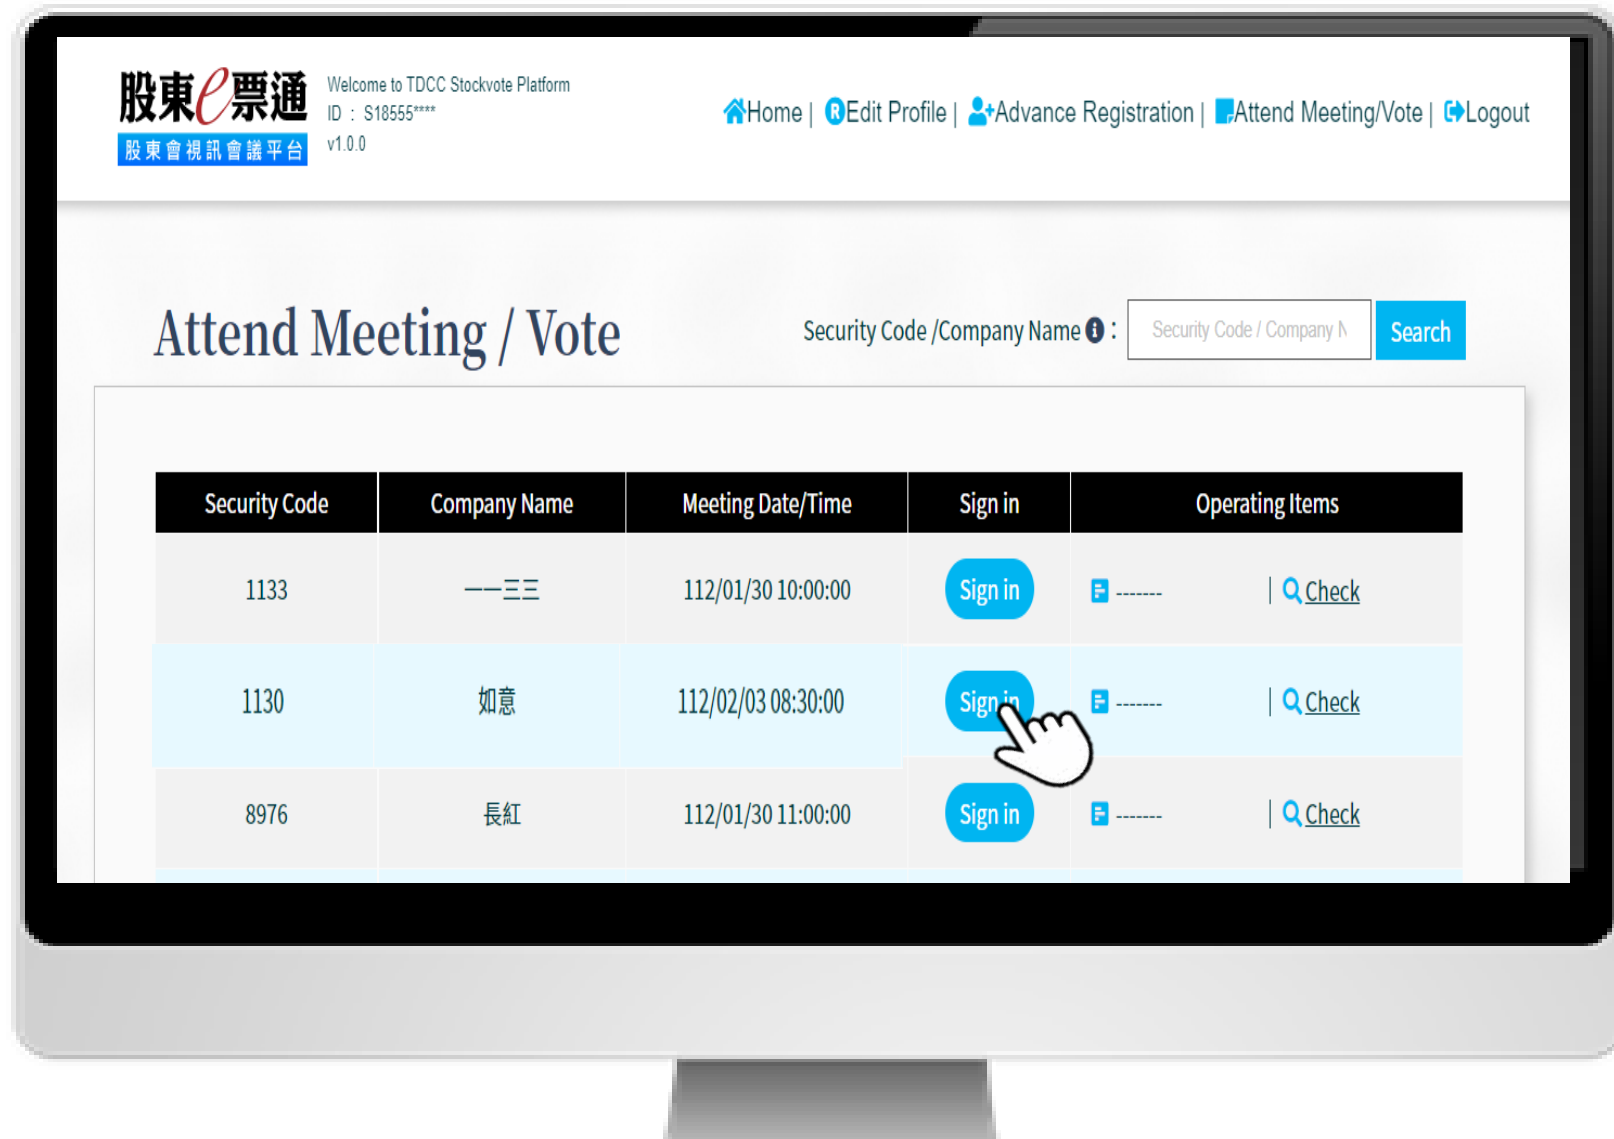 股東e票通
股東會視訊會議平台
Welcome to TDCC Stockvote Platform
ID : S18555****
v1.0.0
Home | Edit Profile | Advance Registration | Attend Meeting/Vote | Logout
Attend Meeting / Vote
Security Code /Company Name : Security Code / Company N Search
Security Code Company Name Meeting Date/Time Sign in Operating Items
1133 一一三三 112/01/30 10:00:00 Sign in ------- | Check
1130 如意 112/02/03 08:30:00 Sign in ------- | Check
8976 長紅 112/01/30 11:00:00 Sign in ------- | Check